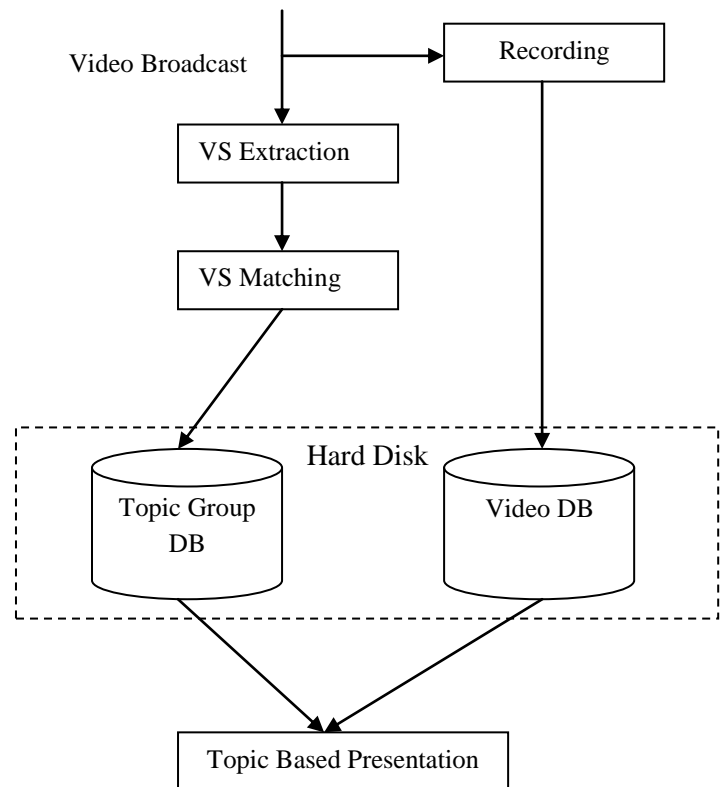 Recording
Video Broadcast
VS Extraction
VS Matching
Hard Disk
Topic Group
DB
Video DB
Topic Based Presentation